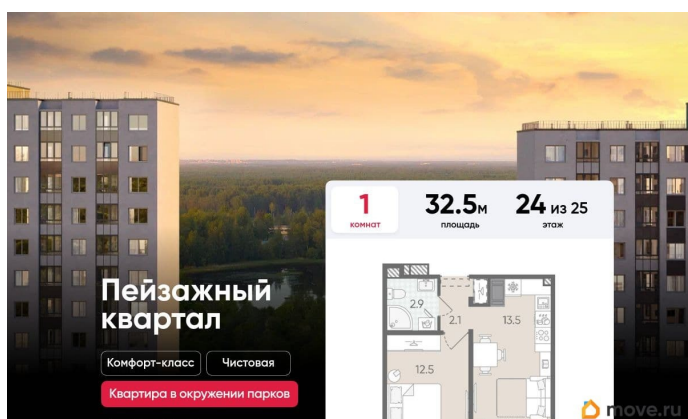 1
комнат
32.5м
площадь
24 из 25
этаж
Пейзажный
квартал
Комфорт-класс
Чистовая
Квартира в окружении парков
2.9
2.1
13.5
12.5
move.ru